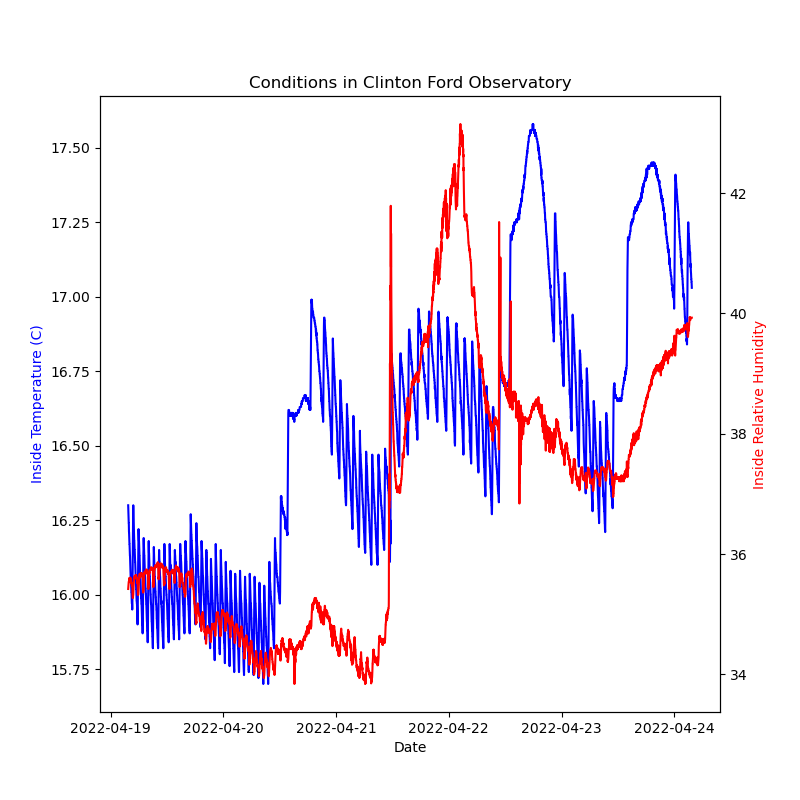 Conditions in Clinton Ford Observatory
17.50
17.25
17.00
16.75
16.50
16.25
16.00
15.75
Inside Temperature (C)
42
40
38
36
34
Inside Relative Humidity
2022-04-19 2022-04-20 2022-04-21 2022-04-22 2022-04-23 2022-04-24
Date